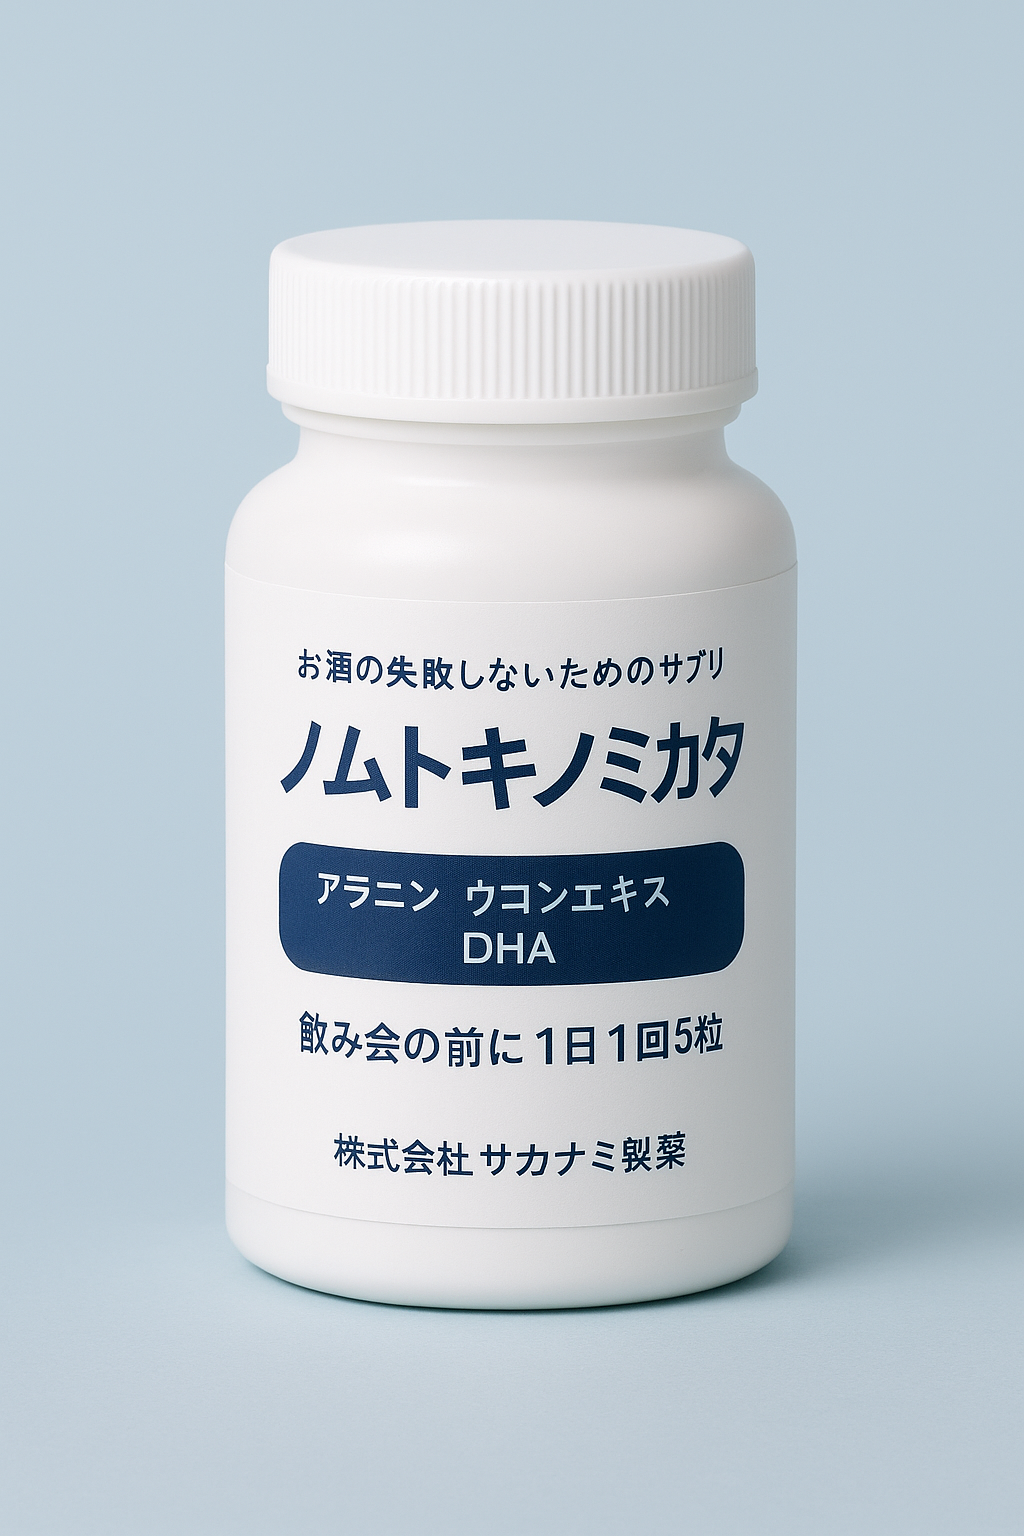 お酒の失敗しないためのサプリ
ノムトキノミカタ
アラニン ウコンエキス
DHA
飲み会の前に1日1回5粒
株式会社サカナミ製薬